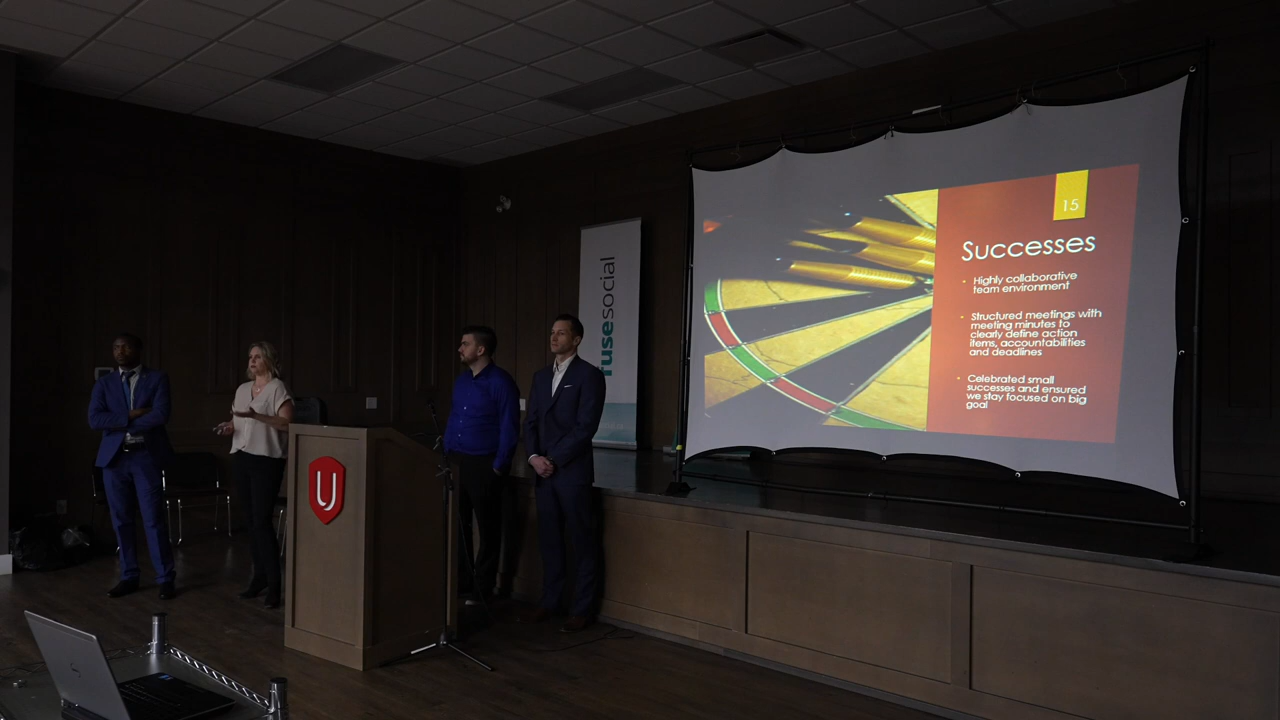 15
Successes
Highly collaborative
team environment
Structured meetings with
meeting minutes to
clearly define action
items, accountabilities
and deadlines
Celebrated small
successes and ensured
we stay focused on big
goal
fusesocial
U